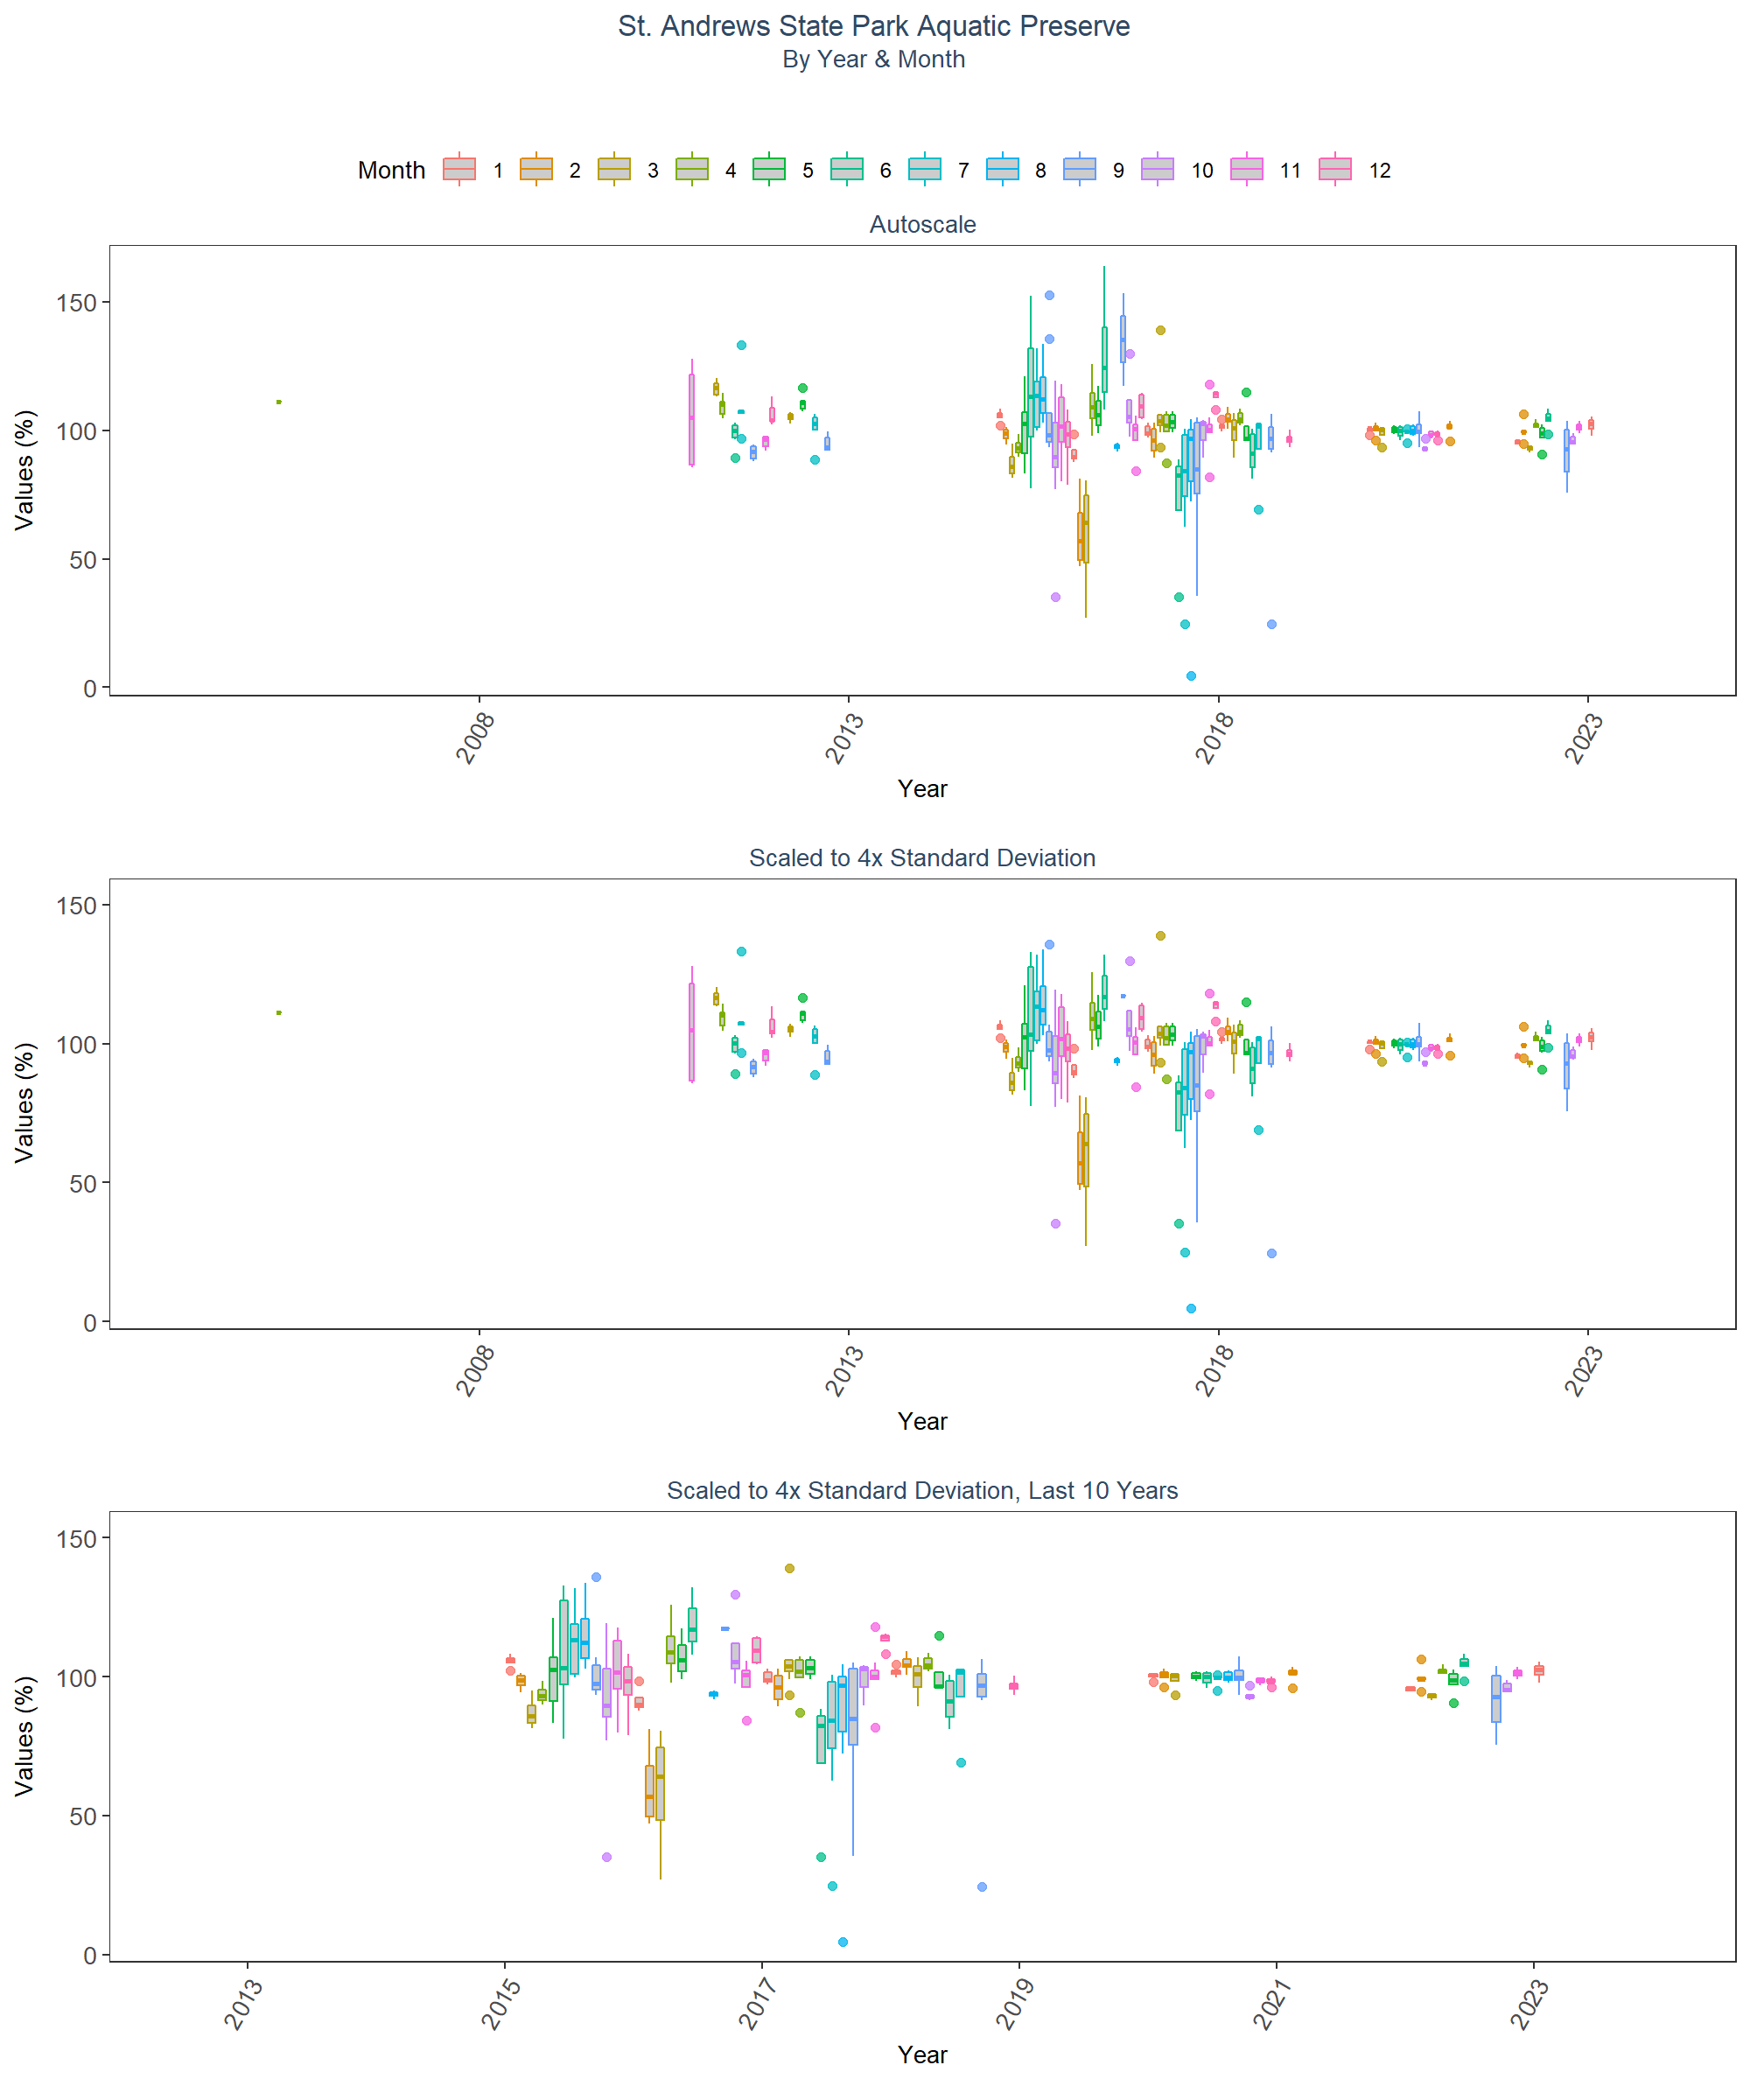 St. Andrews State Park Aquatic Preserve
By Year & Month
Month 1 2 3 4 5 6 7 8 9 10 11 12
Autoscale
Values (%)
150
100
50
0
2008 2013 2018 2023
Year
Scaled to 4x Standard Deviation
Values (%)
150
100
50
0
2008 2013 2018 2023
Year
Scaled to 4x Standard Deviation, Last 10 Years
Values (%)
150
100
50
0
2013 2015 2017 2019 2021 2023
Year